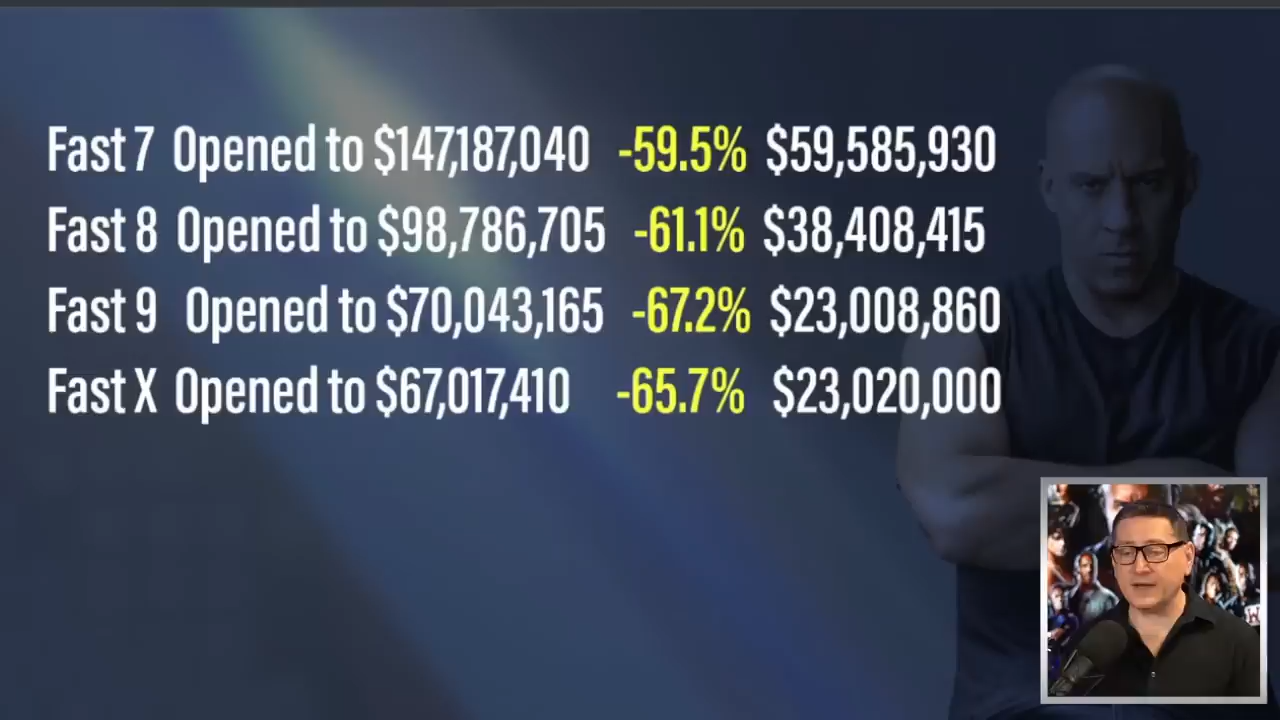 Fast 7 Opened to $147,187,040 -59.5% $59,585,930
Fast 8 Opened to $98,786,705 -61.1% $38,408,415
Fast 9 Opened to $70,043,165 -67.2% $23,008,860
Fast X Opened to $67,017,410 -65.7% $23,020,000